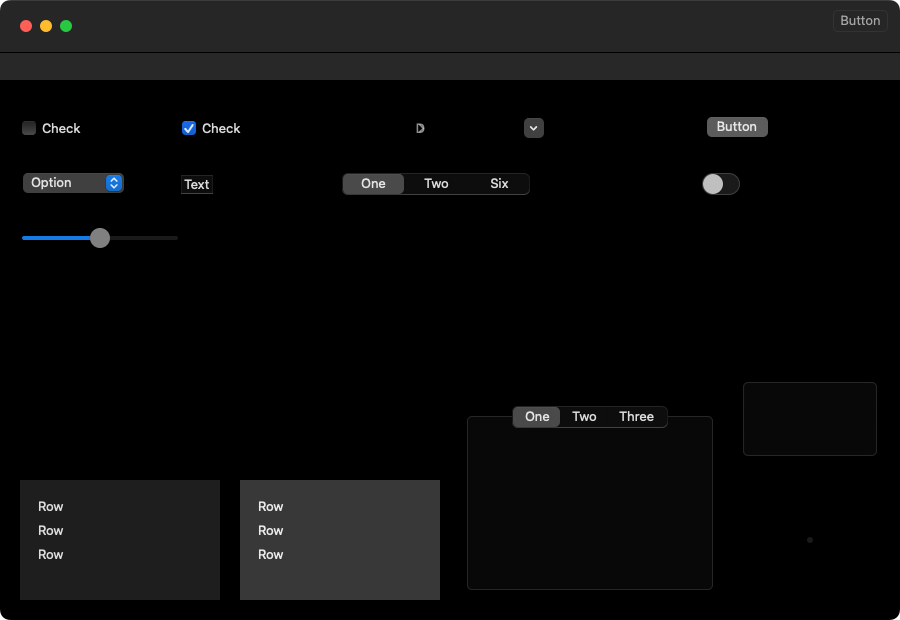 Button
Check
Check
D
Button
Option
Text
One
Two
Six
One
Two
Three
Row
Row
Row
Row
Row
Row